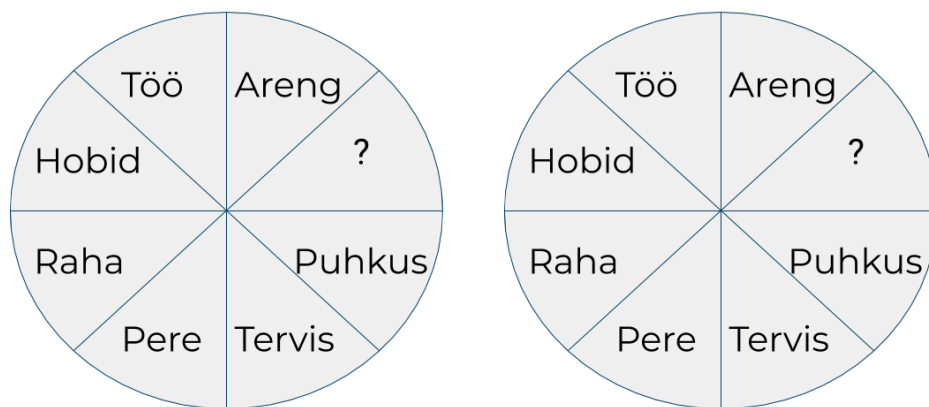 Töö Areng
Hobid ?
Raha Puhkus
Pere Tervis
Töö Areng
Hobid ?
Raha Puhkus
Pere Tervis